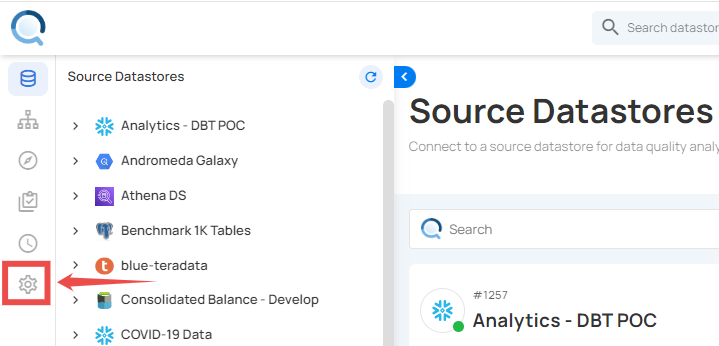 Search datastor
Source Datastores
Analytics - DBT POC
Andromeda Galaxy
Athena DS
Benchmark 1K Tables
blue-teradata
Consolidated Balance - Develop
COVID-19 Data
Source Datastores
Connect to a source datastore for data quality analy
Search
#1257
Analytics - DBT POC